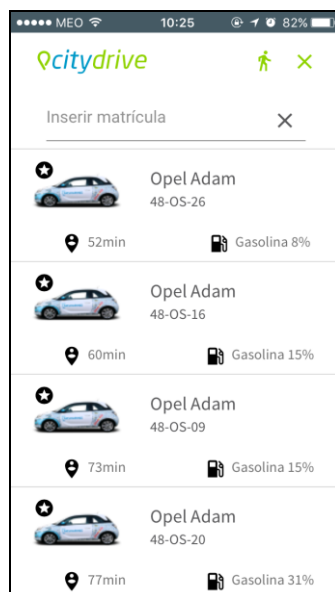 MEO 10:25 82%
citydrive
Inserir matrícula
Opel Adam
48-OS-26
52min Gasolina 8%
Opel Adam
48-OS-16
60min Gasolina 15%
Opel Adam
48-OS-09
73min Gasolina 15%
Opel Adam
48-OS-20
77min Gasolina 31%